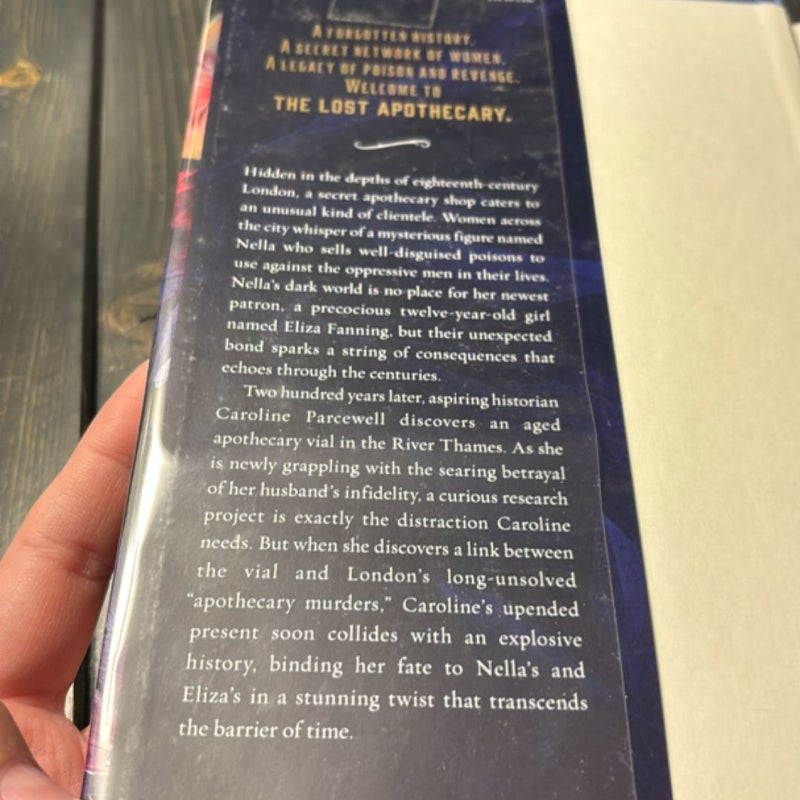 A FORGOTTEN HISTORY.
A SECRET NETWORK OF WOMEN.
A LEGACY OF POISON AND REVENGE.
WELCOME TO
THE LOST APOTHECARY.
Hidden in the depths of eighteenth-century
London, a secret apothecary shop caters to
an unusual kind of clientele. Women across
the city whisper of a mysterious figure named
Nella who sells well-disguised poisons to
use against the oppressive men in their lives.
Nella's dark world is no place for her newest
patron, a precocious twelve-year-old girl
named Eliza Fanning, but their unexpected
bond sparks a string of consequences that
echoes through the centuries.
Two hundred years later, aspiring historian
Caroline Parcewell discovers an aged
apothecary vial in the River Thames. As she
is newly grappling with the searing betrayal
of her husband's infidelity, a curious research
project is exactly the distraction Caroline
needs. But when she discovers a link between
the vial and London's long-unsolved
“apothecary murders,” Caroline's upended
present soon collides with an explosive
history, binding her fate to Nella's and
Eliza's in a stunning twist that transcends
the barrier of time.